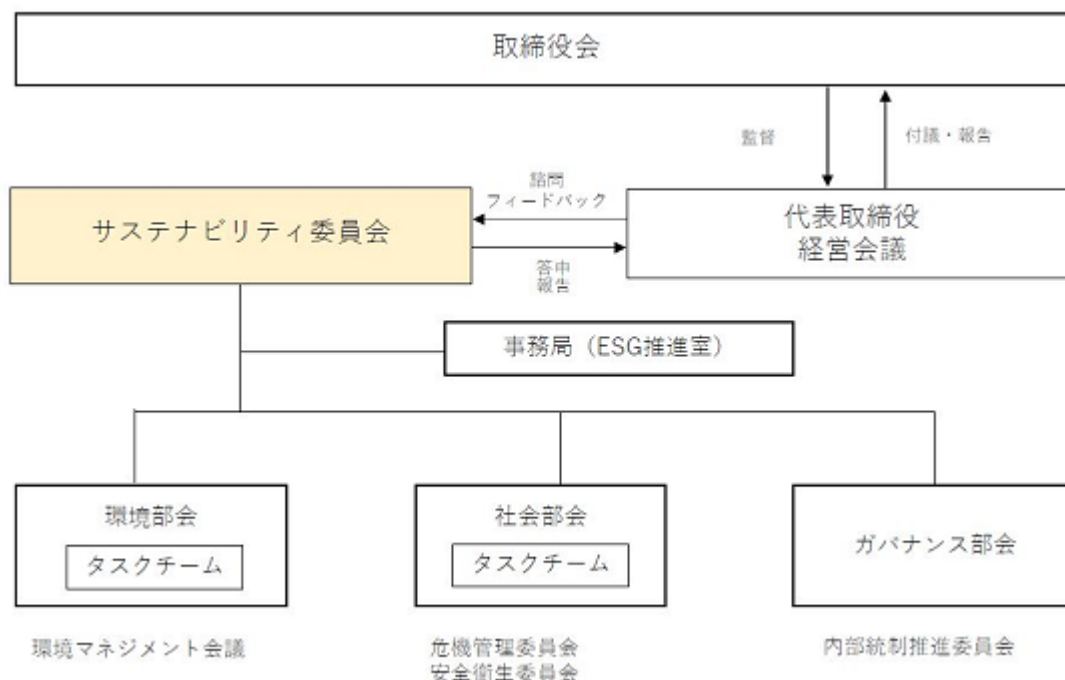 取締役会
監督
付議・報告
諮問
フィードバック
サステナビリティ委員会
代表取締役
経営会議
答申
報告
事務局（ESG推進室）
環境部会
タスクチーム
社会部会
タスクチーム
ガバナンス部会
環境マネジメント会議
危機管理委員会
安全衛生委員会
内部統制推進委員会